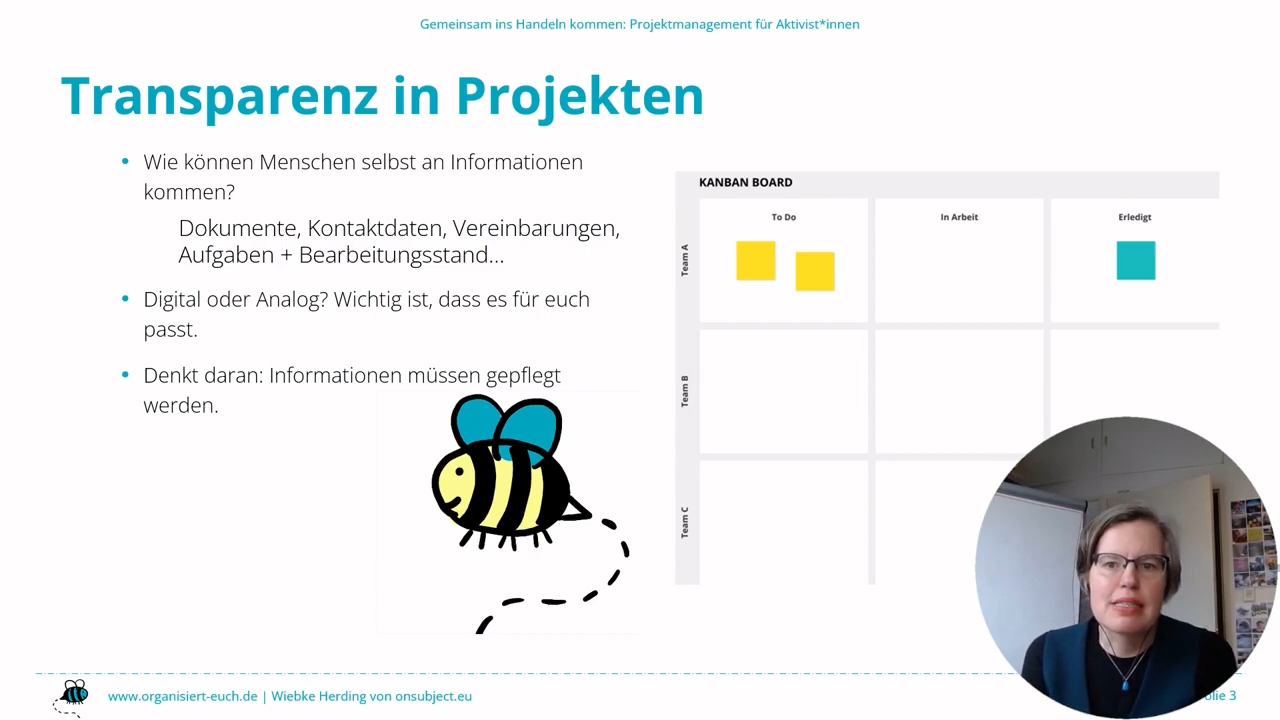 Gemeinsam ins Handeln kommen: Projektmanagement für Aktivist*innen
Transparenz in Projekten
• Wie können Menschen selbst an Informationen
kommen?
Dokumente, Kontaktdaten, Vereinbarungen,
Aufgaben + Bearbeitungsstand...
• Digital oder Analog? Wichtig ist, dass es für euch
passt.
• Denkt daran: Informationen müssen gepflegt
werden.
KANBAN BOARD
To Do
In Arbeit
Erledigt
Team A
Team B
Team C
www.organisiert-euch.de | Wiebke Herding von onsubject.eu
3